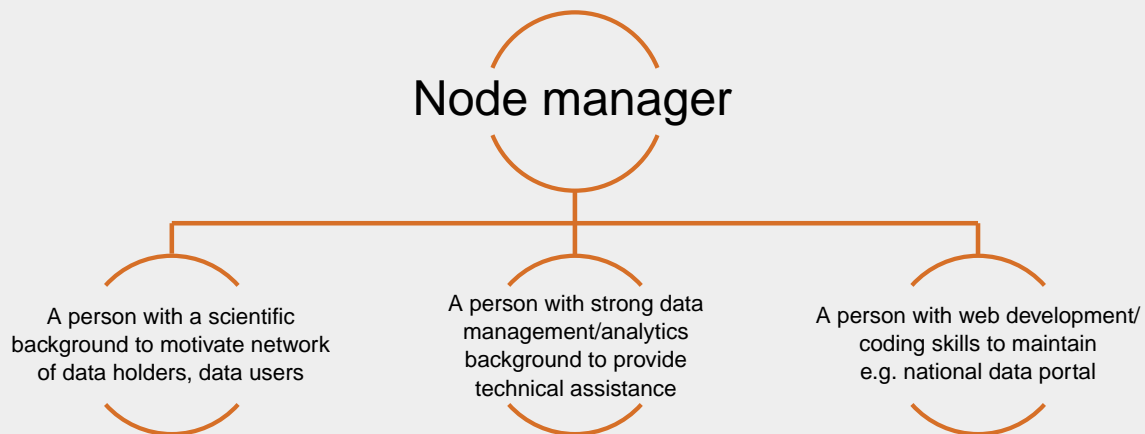 Node manager
A person with a scientific
background to motivate network
of data holders, data users
A person with strong data
management/analytics
background to provide
technical assistance
A person with web development/
coding skills to maintain
e.g. national data portal